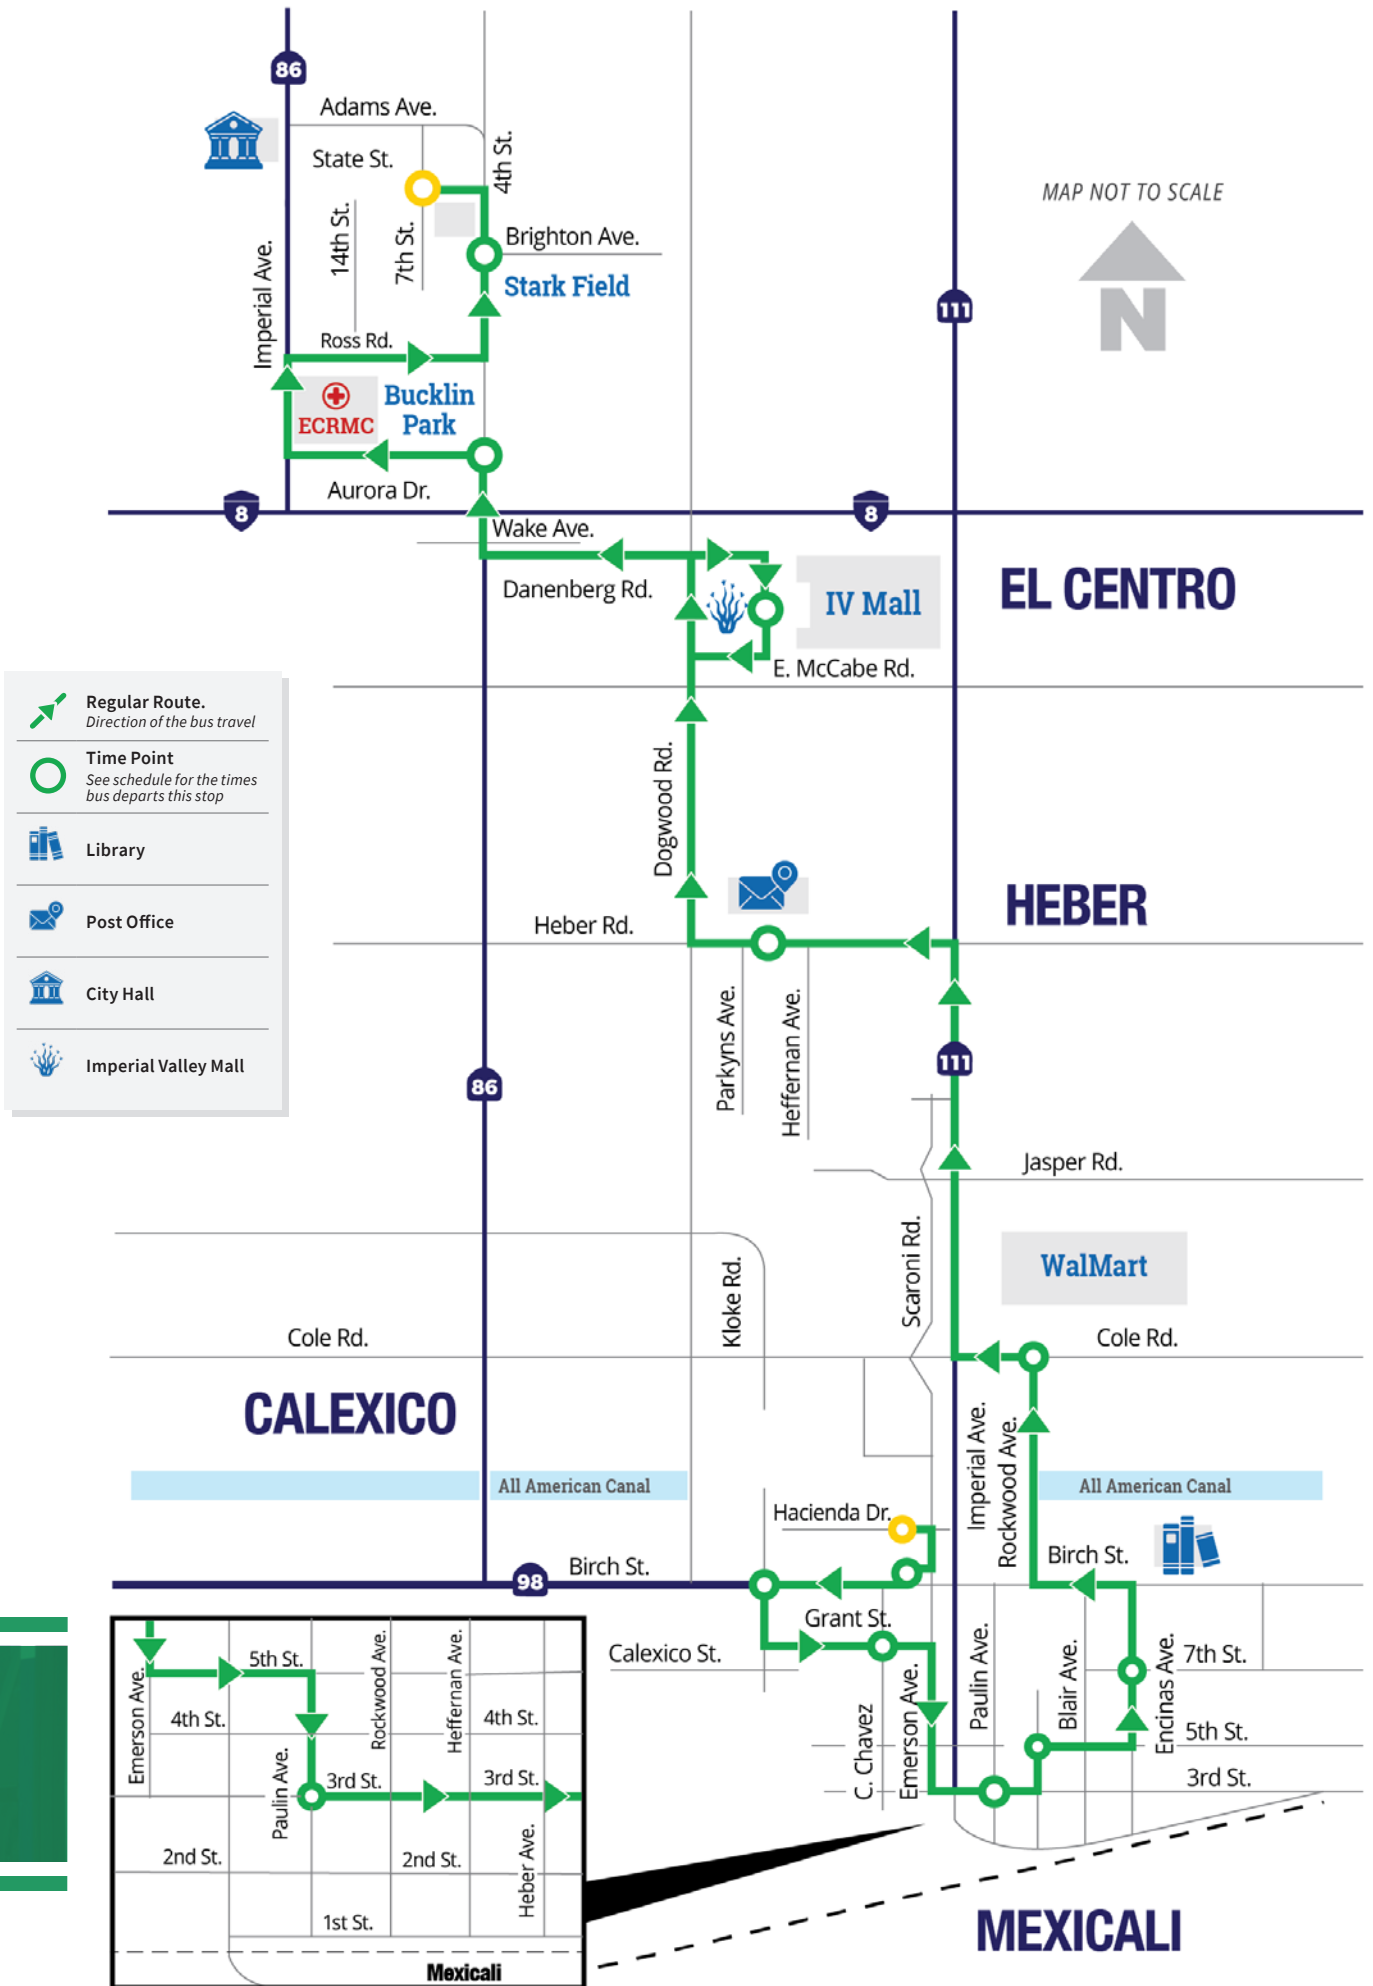 86
Adams Ave.
State St.
4th St.
MAP NOT TO SCALE
14th St.
7th St.
Brighton Ave.
Imperial Ave.
Stark Field
N
111
Ross Rd.
Bucklin
Park
ECRMC
Aurora Dr.
8
8
Wake Ave.
Danenberg Rd.
IV Mall
EL CENTRO
E. McCabe Rd.
Regular Route.
Direction of the bus travel
Time Point
See schedule for the times
bus departs this stop
Library
Post Office
City Hall
Imperial Valley Mall
Dogwood Rd.
HEBER
Heber Rd.
Parkyns Ave.
Heffernan Ave.
111
86
Jasper Rd.
Scaroni Rd.
WalMart
Kloke Rd.
Cole Rd.
Cole Rd.
CALEXICO
Imperial Ave.
Rockwood Ave.
All American Canal
All American Canal
Hacienda Dr.
Birch St.
98
Birch St.
Grant St.
Calexico St.
C. Chavez
Emerson Ave.
Paulin Ave.
Blair Ave.
Encinas Ave.
7th St.
5th St.
3rd St.
5th St.
Rockwood Ave.
Heffernan Ave.
Emerson Ave.
4th St.
4th St.
Paulin Ave.
3rd St.
3rd St.
2nd St.
2nd St.
Heber Ave.
1st St.
Mexicali
MEXICALI